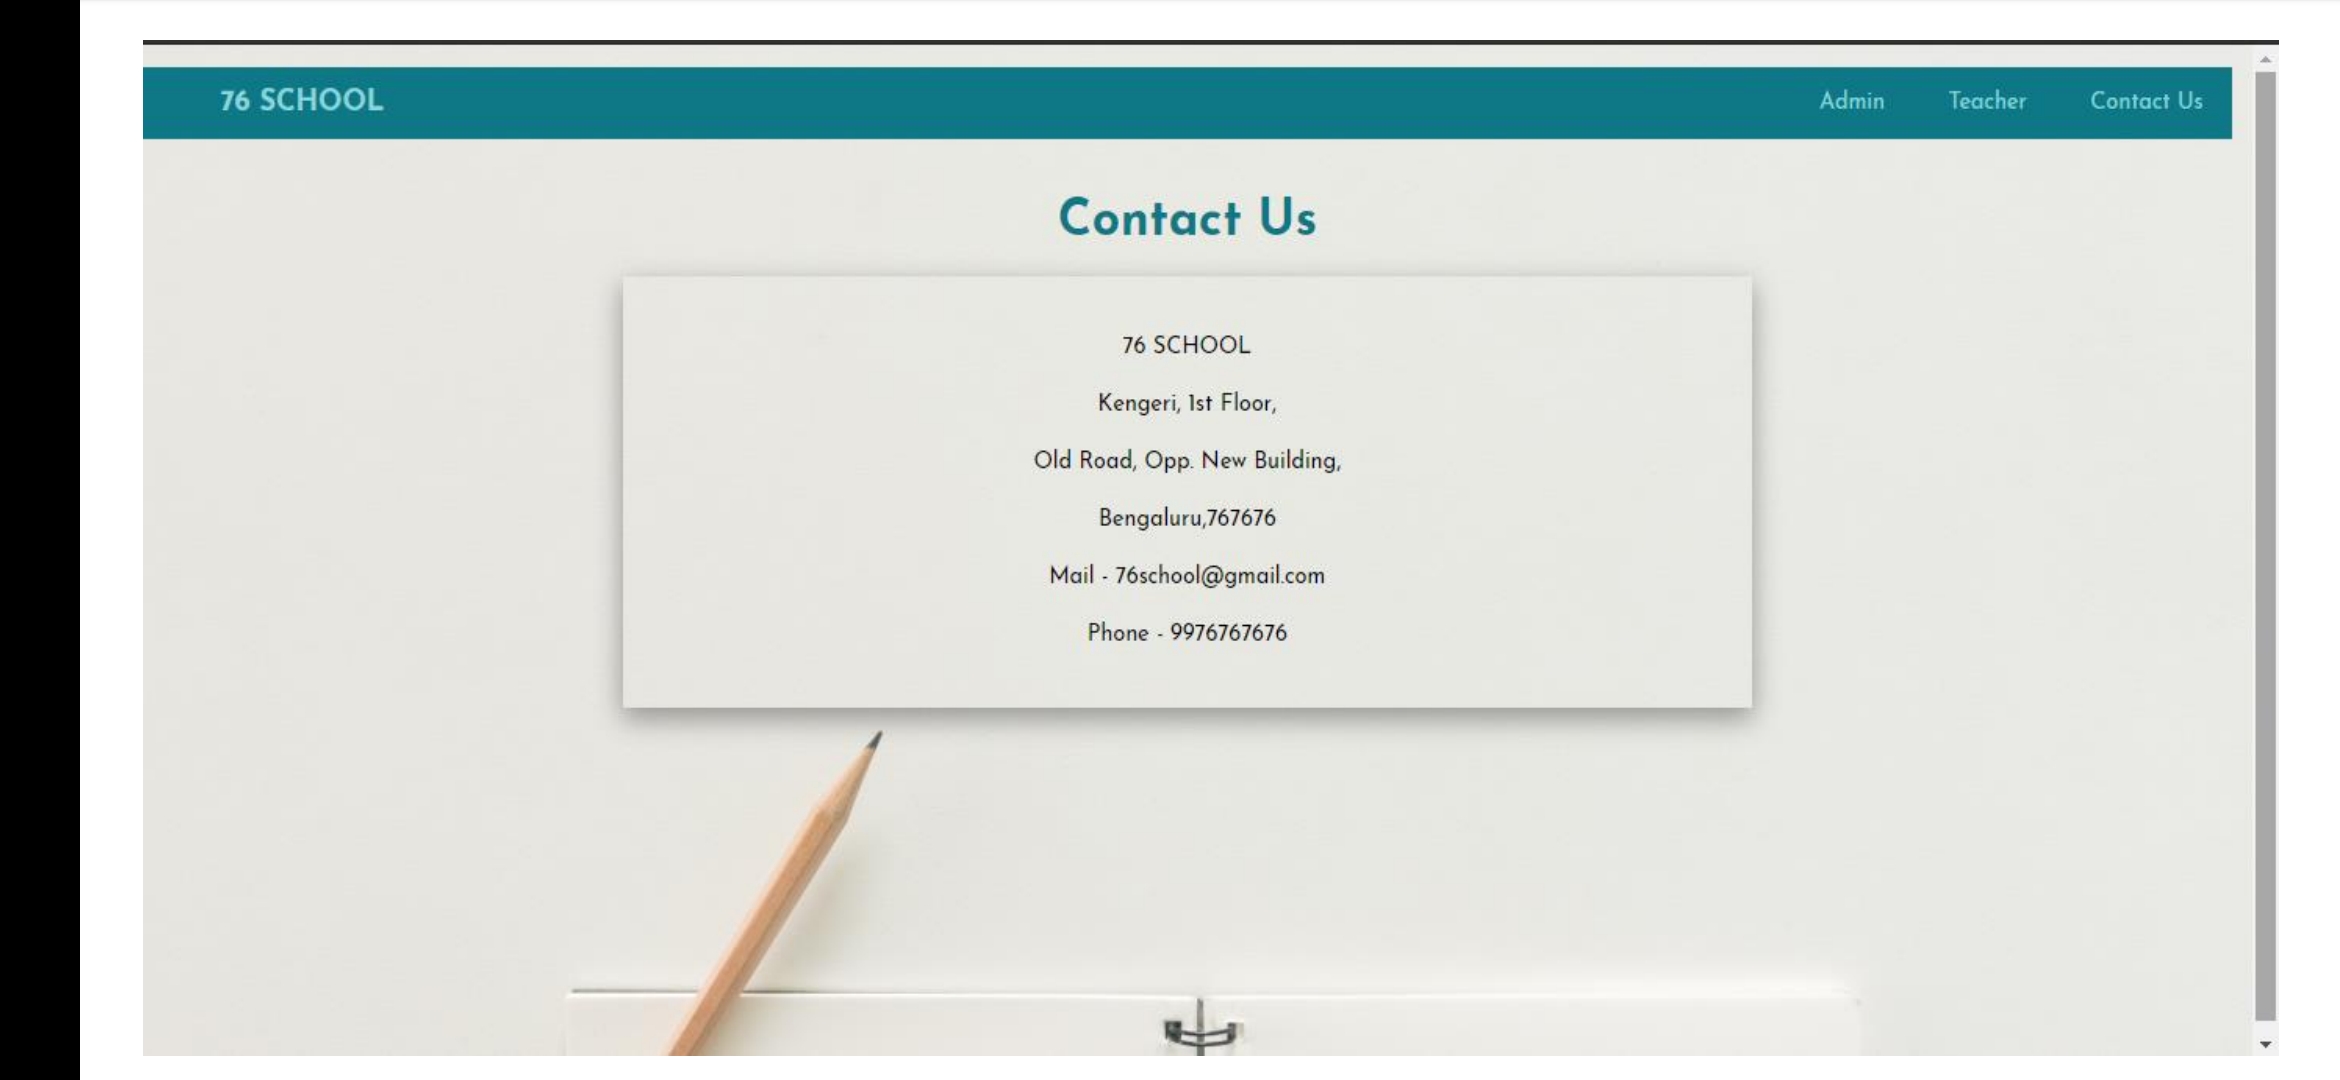 76 SCHOOL
Admin Teacher Contact Us
Contact Us
76 SCHOOL
Kengeri, 1st Floor,
Old Road, Opp. New Building,
Bengaluru,767676
Mail - 76school@gmail.com
Phone - 9976767676